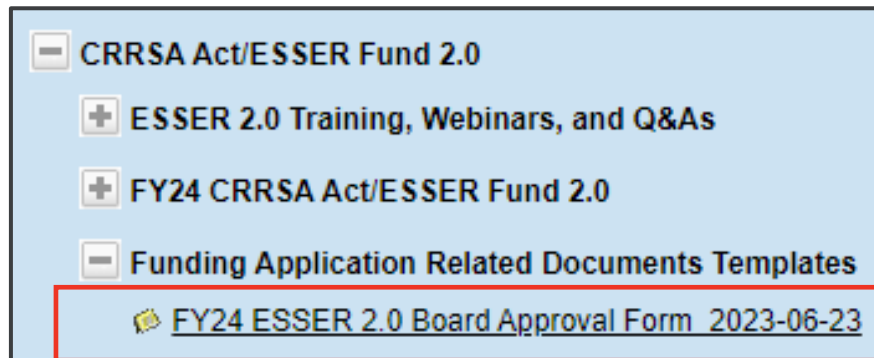 CRRSA Act/ESSER Fund 2.0
ESSER 2.0 Training, Webinars, and Q&As
FY24 CRRSA Act/ESSER Fund 2.0
Funding Application Related Documents Templates
FY24 ESSER 2.0 Board Approval Form 2023-06-23